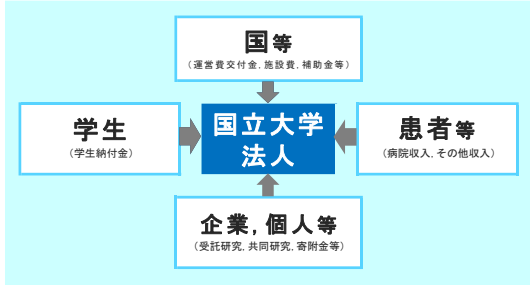 国等
（運営費交付金，施設費，補助金等）
学生
（学生納付金）
国立大学
法人
患者等
（病院収入，その他収入）
企業，個人等
（受託研究，共同研究，寄附金等）